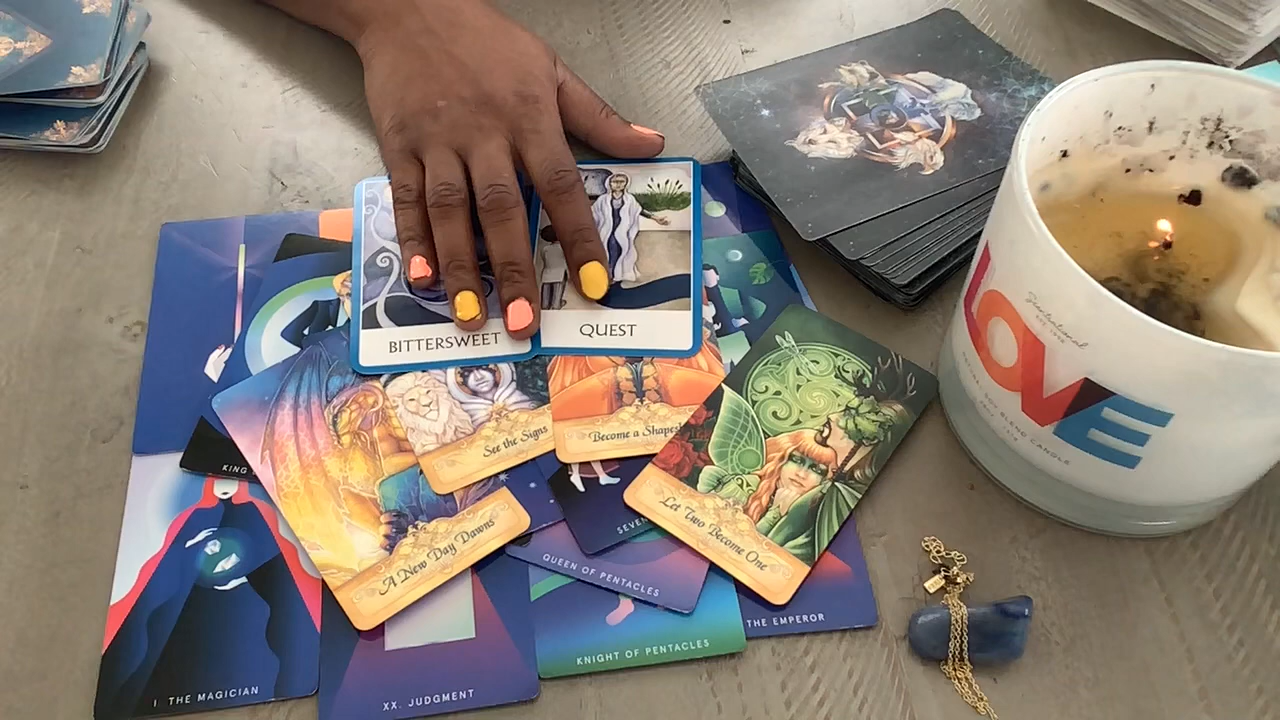 BITTERSWEET
QUEST
See the Signs
Become a Shapes
KING
SEVEN
A New Day Dawns
Let Two Become One
QUEEN OF PENTACLES
KNIGHT OF PENTACLES
THE EMPEROR
I THE MAGICIAN
XX. JUDGMENT
LOVE